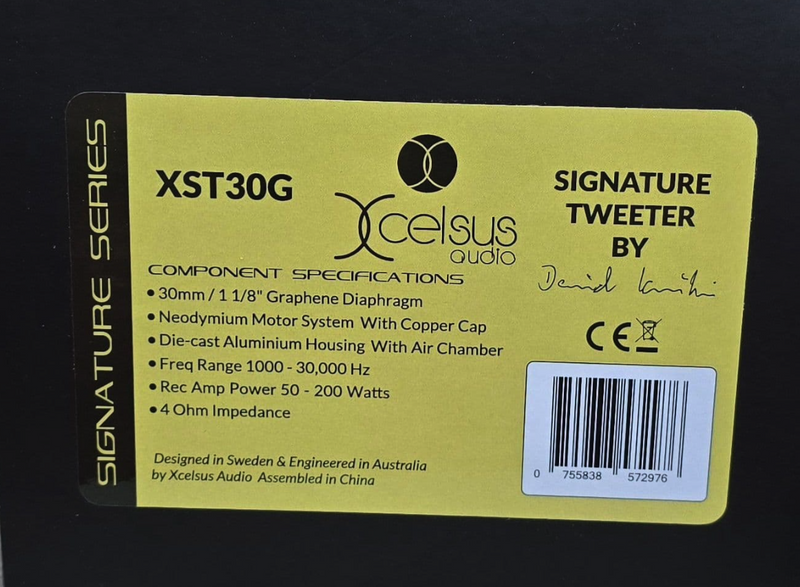 SIGNATURE SERIES
XST30G
Xcelsus
audio
COMPONENT SPECIFICATIONS
• 30mm / 1 1/8" Graphene Diaphragm
• Neodymium Motor System With Copper Cap
• Die-cast Aluminium Housing With Air Chamber
• Freq Range 1000 - 30,000 Hz
• Rec Amp Power 50 - 200 Watts
• 4 Ohm Impedance
Designed in Sweden & Engineered in Australia
by Xcelsus Audio Assembled in China
SIGNATURE
TWEETER
BY
CE
0 755838 572976